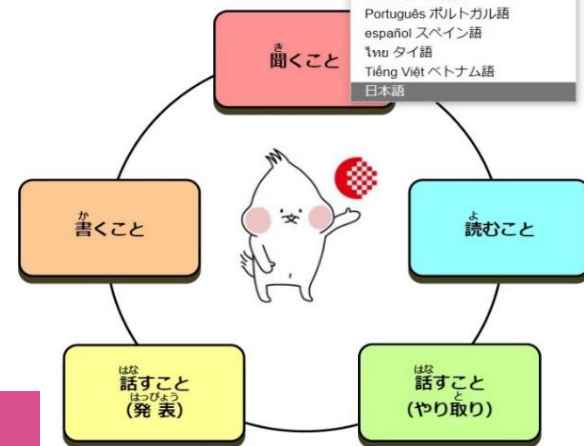 Português ポルトガル語
español スペイン語
ไทย タイ語
Tiếng Việt ベトナム語
日本語
き
聞くこと
か
書くこと
よ
読むこと
はな
話すこと
はっぴょう
(発表)
はな
話すこと
と
(やり取り)